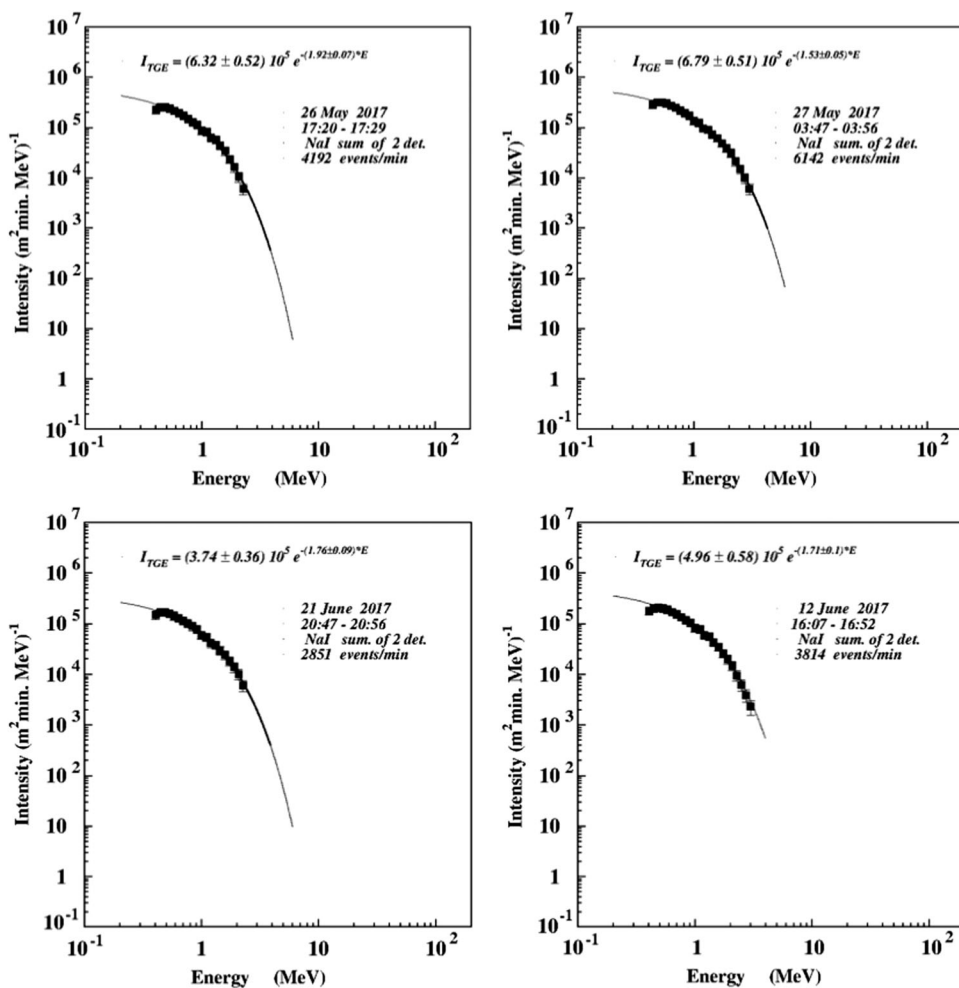 10^7
10^6
10^5
10^4
10^3
10^2
10
1
10^-1
Intensity (m^2min. MeV)^-1
I_TGE = (6.32 ± 0.52) 10^5 e^-(1.92±0.07)*E
26 May 2017
17:20 - 17:29
NaI sum of 2 det.
4192 events/min
10^-1 1 10 10^2
Energy (MeV)
10^7
10^6
10^5
10^4
10^3
10^2
10
1
10^-1
Intensity (m^2min. MeV)^-1
I_TGE = (6.79 ± 0.51) 10^5 e^-(1.53±0.05)*E
27 May 2017
03:47 - 03:56
NaI sum. of 2 det.
6142 events/min
10^-1 1 10 10^2
Energy (MeV)
10^7
10^6
10^5
10^4
10^3
10^2
10
1
10^-1
Intensity (m^2min. MeV)^-1
I_TGE = (3.74 ± 0.36) 10^5 e^-(1.76±0.09)*E
21 June 2017
20:47 - 20:56
NaI sum. of 2 det.
2851 events/min
10^-1 1 10 10^2
Energy (MeV)
10^7
10^6
10^5
10^4
10^3
10^2
10
1
10^-1
Intensity (m^2min. MeV)^-1
I_TGE = (4.96 ± 0.58) 10^5 e^-(1.71±0.1)*E
12 June 2017
16:07 - 16:52
NaI sum. of 2 det.
3814 events/min
10^-1 1 10 10^2
Energy (MeV)